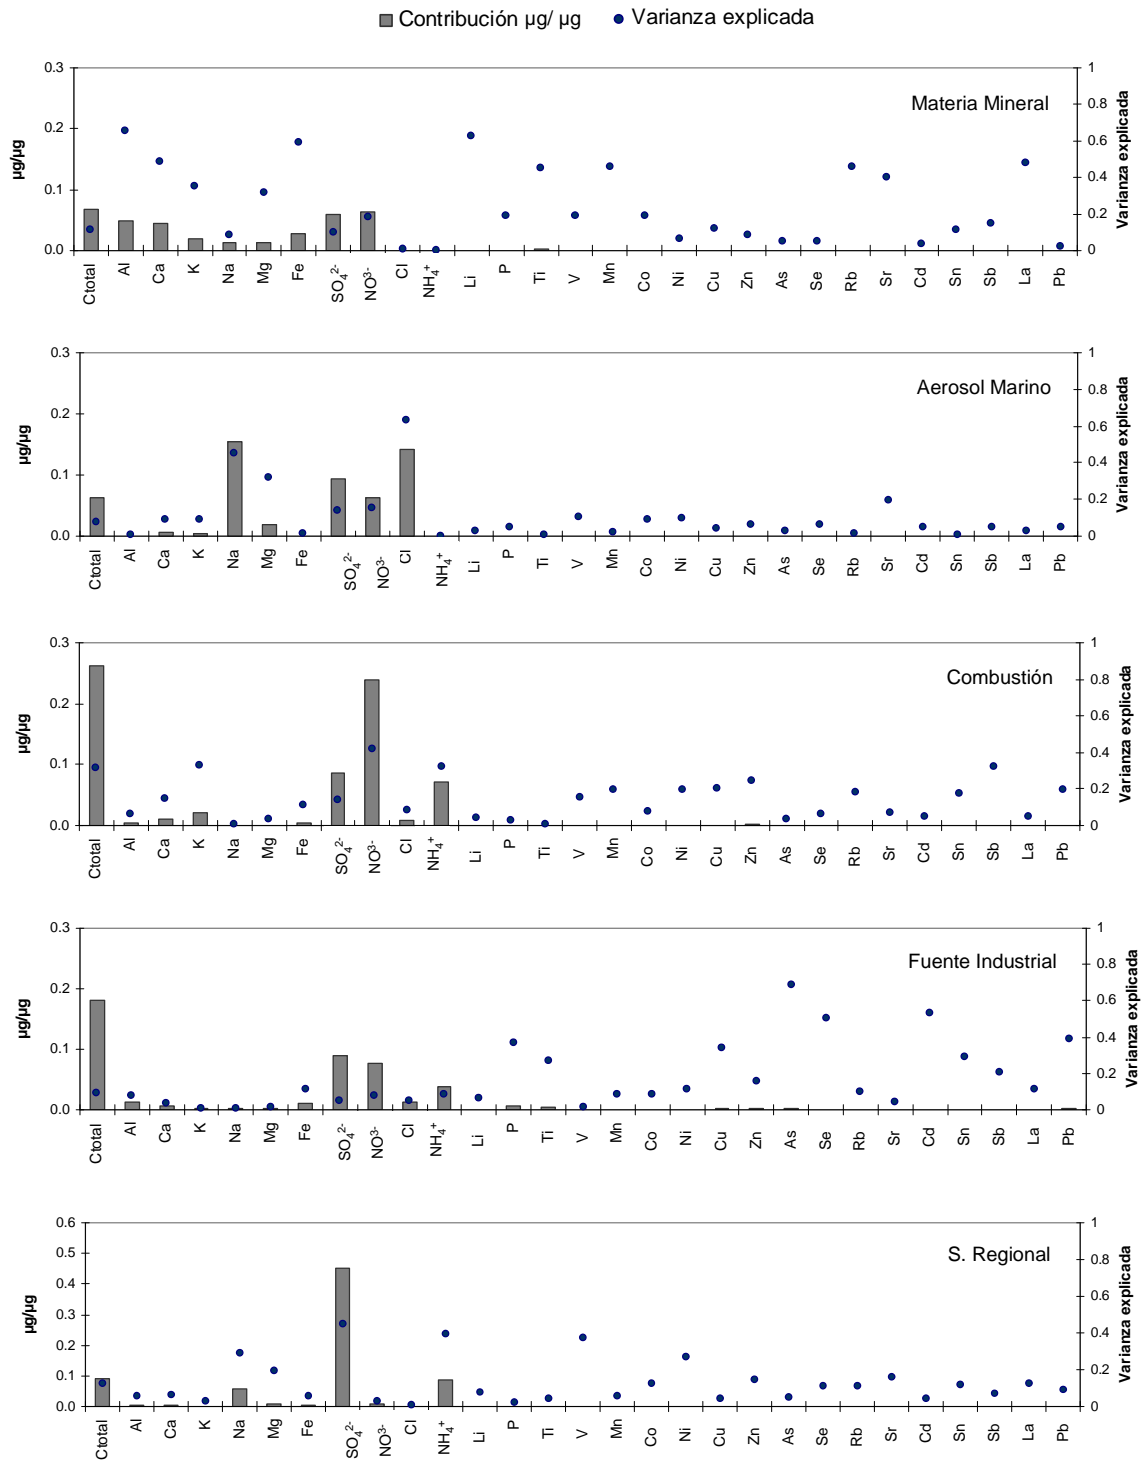 Contribución µg/ µg Varianza explicada
0.3 1
Materia Mineral
0.8
0.2
0.6
0.4
0.1
0.2
0.0 0
µg/µg
Varianza explicada
Ctotal Al Ca K Na Mg Fe SO₄²⁻ NO³⁻ Cl NH₄⁺ Li P Ti V Mn Co Ni Cu Zn As Se Rb Sr Cd Sn Sb La Pb
0.3 1
Aerosol Marino
0.8
0.2
0.6
0.4
0.1
0.2
0.0 0
µg/µg
Varianza explicada
Ctotal Al Ca K Na Mg Fe SO₄²⁻ NO³⁻ Cl NH₄⁺ Li P Ti V Mn Co Ni Cu Zn As Se Rb Sr Cd Sn Sb La Pb
0.3 1
Combustión
0.8
0.2
0.6
0.4
0.1
0.2
0.0 0
µg/µg
Varianza explicada
Ctotal Al Ca K Na Mg Fe SO₄²⁻ NO³⁻ Cl NH₄⁺ Li P Ti V Mn Co Ni Cu Zn As Se Rb Sr Cd Sn Sb La Pb
0.3 1
Fuente Industrial
0.8
0.2
0.6
0.4
0.1
0.2
0.0 0
µg/µg
Varianza explicada
Ctotal Al Ca K Na Mg Fe SO₄²⁻ NO³⁻ Cl NH₄⁺ Li P Ti V Mn Co Ni Cu Zn As Se Rb Sr Cd Sn Sb La Pb
0.6 1
S. Regional
0.5
0.8
0.4
0.6
0.3
0.4
0.2
0.2
0.1
0.0 0
µg/µg
Varianza explicada
Ctotal Al Ca K Na Mg Fe SO₄²⁻ NO³⁻ Cl NH₄⁺ Li P Ti V Mn Co Ni Cu Zn As Se Rb Sr Cd Sn Sb La Pb